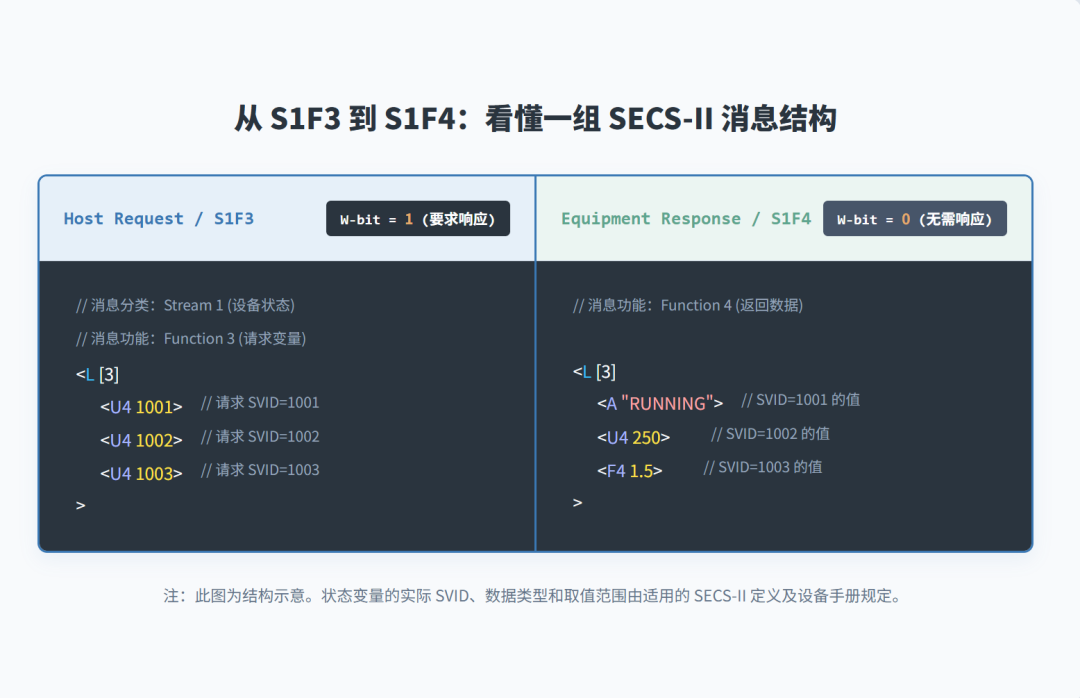 从 S1F3 到 S1F4：看懂一组 SECS-II 消息结构
Host Request / S1F3
W-bit = 1 (要求响应)
// 消息分类：Stream 1 (设备状态)
// 消息功能：Function 3 (请求变量)
<L [3]
<U4 1001> // 请求 SVID=1001
<U4 1002> // 请求 SVID=1002
<U4 1003> // 请求 SVID=1003
>
Equipment Response / S1F4
W-bit = 0 (无需响应)
// 消息功能：Function 4 (返回数据)
<L [3]
<A "RUNNING"> // SVID=1001 的值
<U4 250> // SVID=1002 的值
<F4 1.5> // SVID=1003 的值
>
注：此图为结构示意。状态变量的实际 SVID、数据类型和取值范围由适用的 SECS-II 定义及设备手册规定。